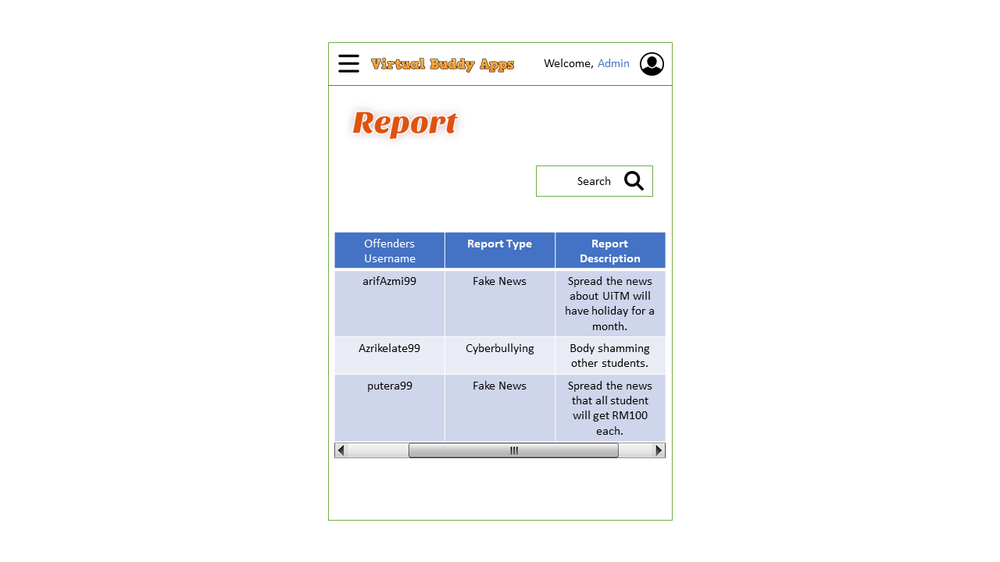 Virtual Buddy Apps
Welcome, Admin
Report
Search
Offenders Username
Report Type
Report Description
arifAzmi99
Fake News
Spread the news
about UiTM will
have holiday for a
month.
Azrikelate99
Cyberbullying
Body shamming
other students.
putera99
Fake News
Spread the news
that all student
will get RM100
each.